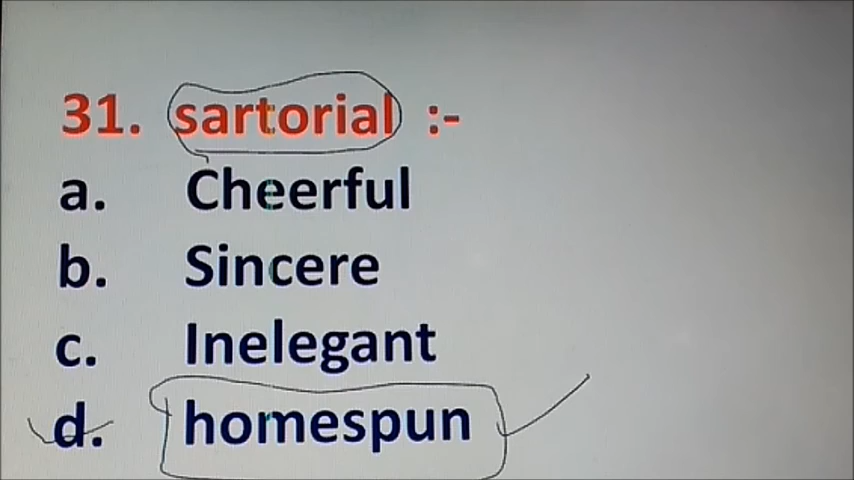 31. sartorial :-
a. Cheerful
b. Sincere
c. Inelegant
d. homespun